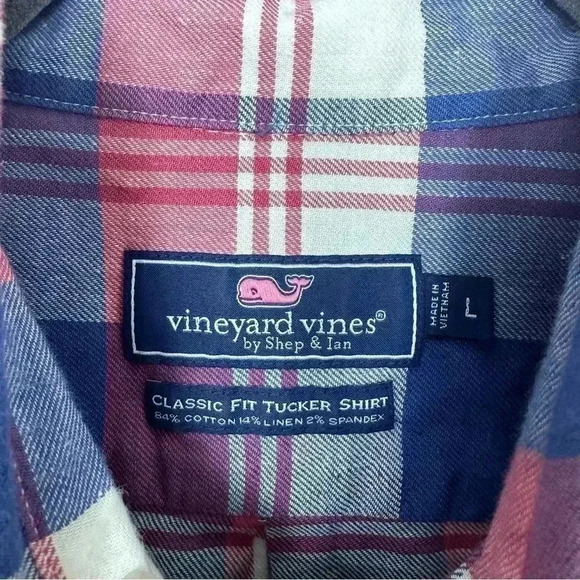 vineyard vines®
by Shep & Ian
MADE IN
VIETNAM
L
CLASSIC FIT TUCKER SHIRT
84% COTTON 14% LINEN 2% SPANDEX